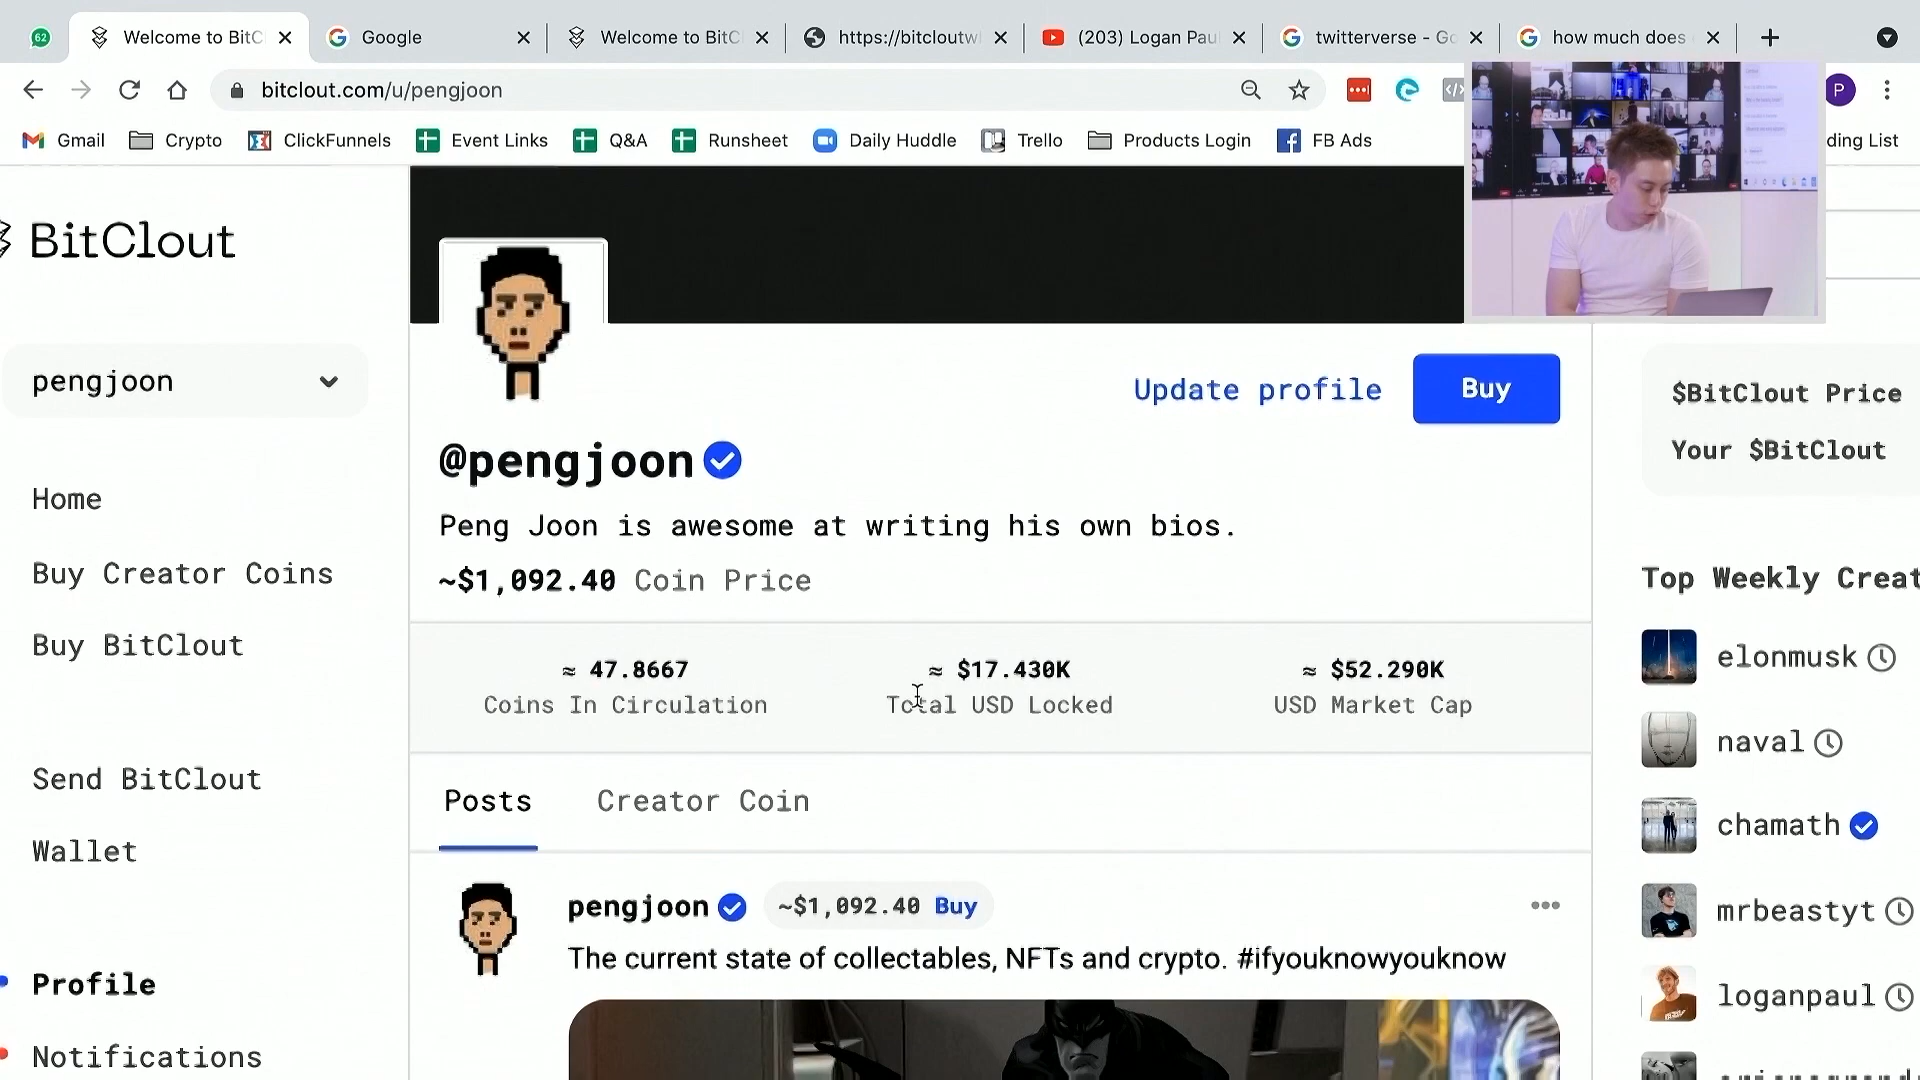 62
Welcome to BitC
Google
Welcome to BitC
https://bitcloutw
(203) Logan Pau
twitterverse - Go
how much does
bitclout.com/u/pengjoon
P
Gmail
Crypto
ClickFunnels
Event Links
Q&A
Runsheet
Daily Huddle
Trello
Products Login
FB Ads
ding List
BitClout
pengjoon
Home
Buy Creator Coins
Buy BitClout
Send BitClout
Wallet
Profile
Notifications
Update profile
Buy
@pengjoon
Peng Joon is awesome at writing his own bios.
~$1,092.40 Coin Price
≈ 47.8667
Coins In Circulation
≈ $17.430K
Total USD Locked
≈ $52.290K
USD Market Cap
Posts
Creator Coin
pengjoon ~$1,092.40 Buy
The current state of collectables, NFTs and crypto. #ifyouknowyouknow
$BitClout Price
Your $BitClout
Top Weekly Creat
elonmusk
naval
chamath
mrbeastyt
loganpaul